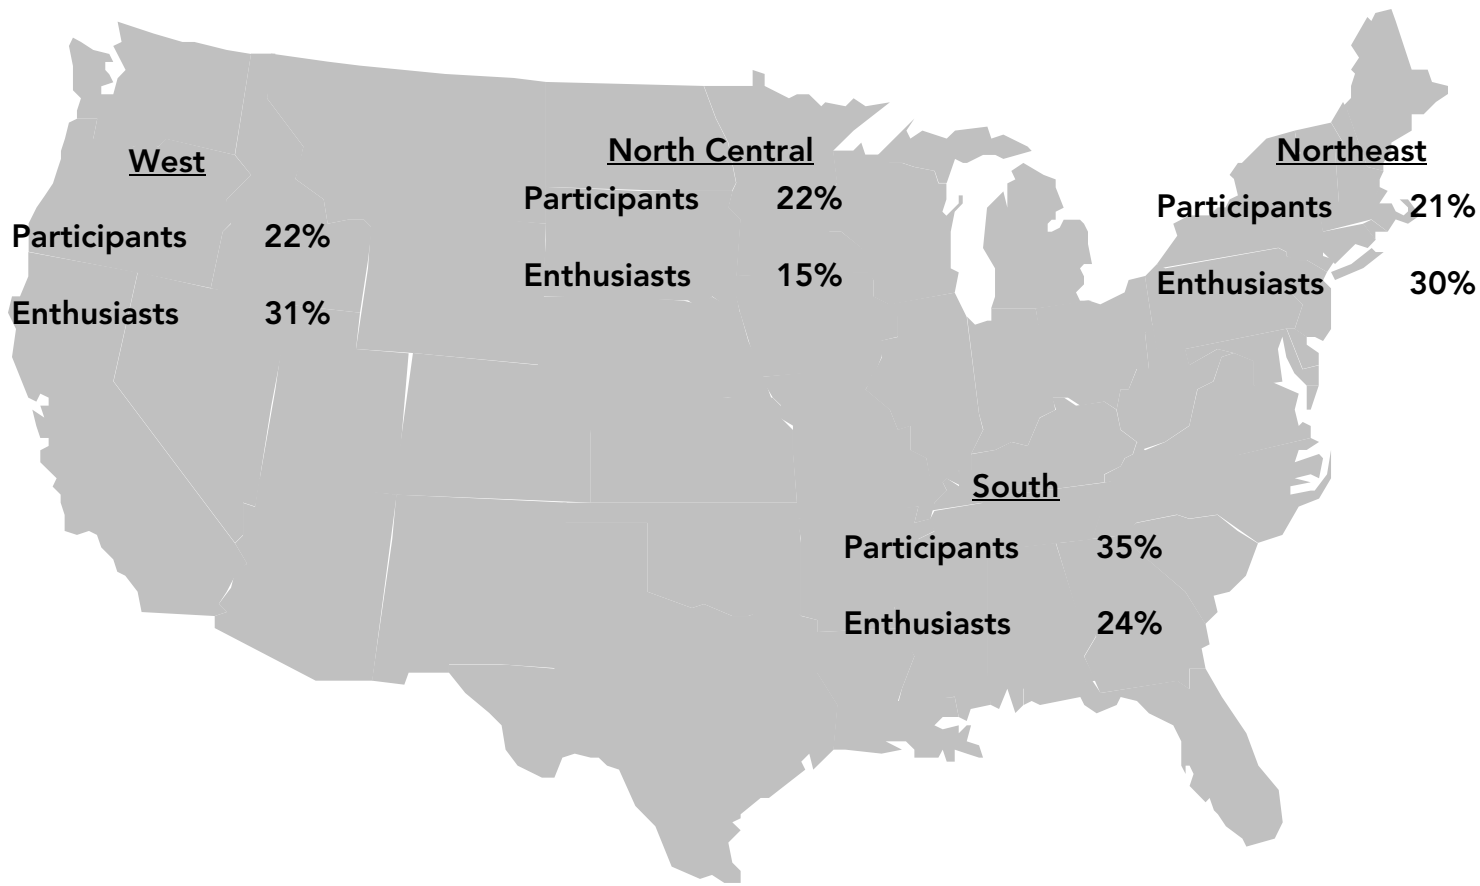 West
Participants 22%
Enthusiasts 31%
North Central
Participants 22%
Enthusiasts 15%
Northeast
Participants 21%
Enthusiasts 30%
South
Participants 35%
Enthusiasts 24%